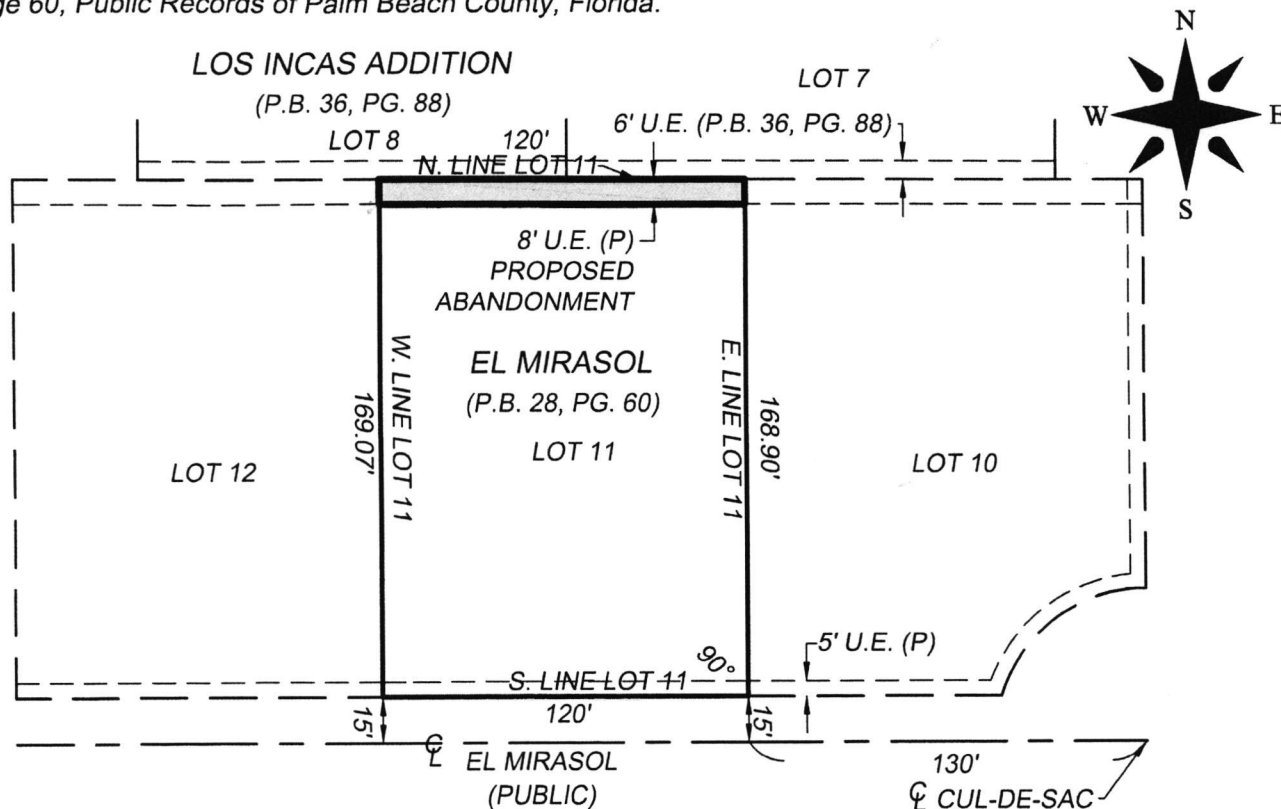 ge 60, Public Records of Palm Beach County, Florida.
N
W
E
S
LOS INCAS ADDITION
(P.B. 36, PG. 88)
LOT 7
LOT 8
120'
6' U.E. (P.B. 36, PG. 88)
N. LINE LOT 11
8' U.E. (P)
PROPOSED
ABANDONMENT
EL MIRASOL
(P.B. 28, PG. 60)
LOT 11
W. LINE LOT 11
169.07'
E. LINE LOT 11
168.90'
LOT 12
LOT 10
90°
5' U.E. (P)
S. LINE LOT 11
120'
15'
15'
℄ EL MIRASOL
(PUBLIC)
130'
℄ CUL-DE-SAC